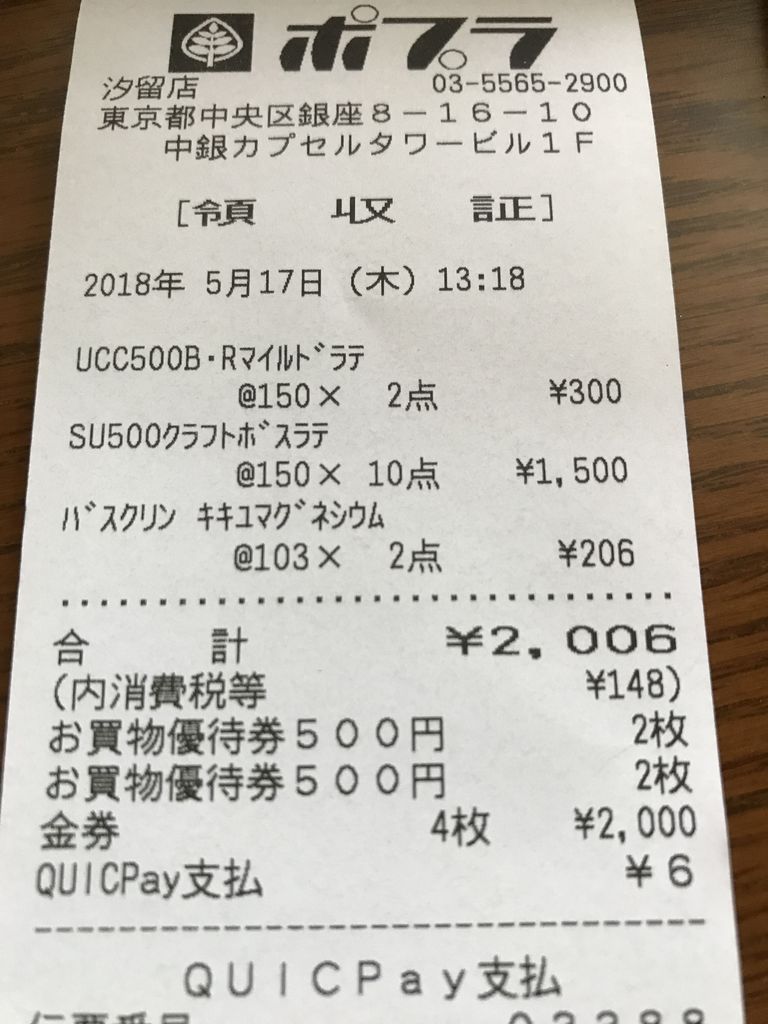 ポプラ
汐留店 03-5565-2900
東京都中央区銀座8-16-10
中銀カプセルタワービル1F
[領 収 証]
2018年 5月17日 (木) 13:18
UCC500B・Rマイルドラテ
@150× 2点 ¥300
SU500クラフトボスラテ
@150× 10点 ¥1,500
バスクリン キキユマグネシウム
@103× 2点 ¥206
合 計 ¥2,006
(内消費税等 ¥148)
お買物優待券500円 2枚
お買物優待券500円 2枚
金券 4枚 ¥2,000
QUICPay支払 ¥6
QUICPay支払